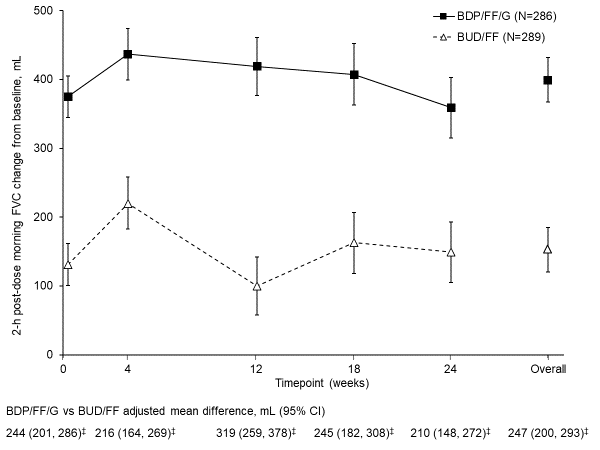 500
400
300
200
100
0
2-h post-dose morning FVC change from baseline, mL
BDP/FF/G (N=286)
BUD/FF (N=289)
0 4 12 18 24 Overall
Timepoint (weeks)
BDP/FF/G vs BUD/FF adjusted mean difference, mL (95% CI)
244 (201, 286)‡ 216 (164, 269)‡ 319 (259, 378)‡ 245 (182, 308)‡ 210 (148, 272)‡ 247 (200, 293)‡